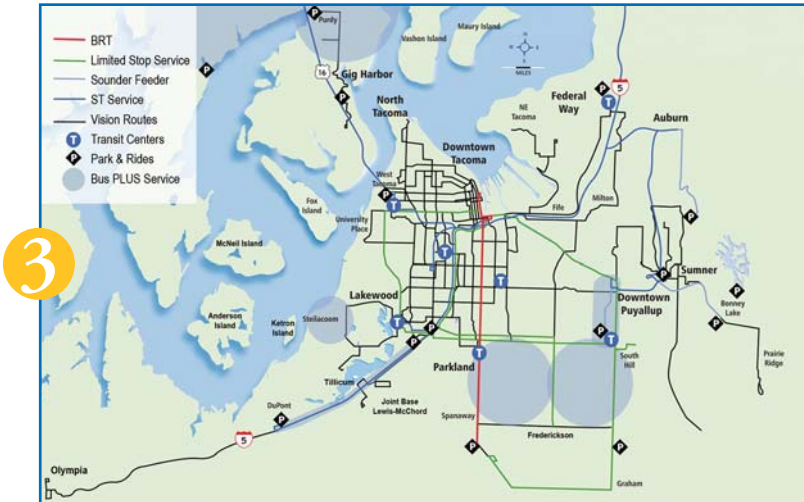 3
BRT
Limited Stop Service
Sounder Feeder
ST Service
Vision Routes
T Transit Centers
P Park & Rides
Bus PLUS Service
P
Purdy
P
16
Gig Harbor
P
Vashon Island
Maury Island
N
W
E
S
MILES
5
P
T
Federal
Way
Auburn
North
Tacoma
NE
Tacoma
Downtown
Tacoma
West
Tacoma
P
T
Fox
Island
University
Place
Fife
Milton
P
McNeil Island
T
T
P
Sumner
Downtown
Puyallup
P
Bonney
Lake
P
Lakewood
Anderson
Island
Ketron
Island
Steilacoom
T
P
P
P
T
South
Hill
Prairie
Ridge
Parkland
T
Tillicum
Joint Base
Lewis-McChord
DuPont
P
5
Spanaway
Frederickson
P
P
Graham
Olympia